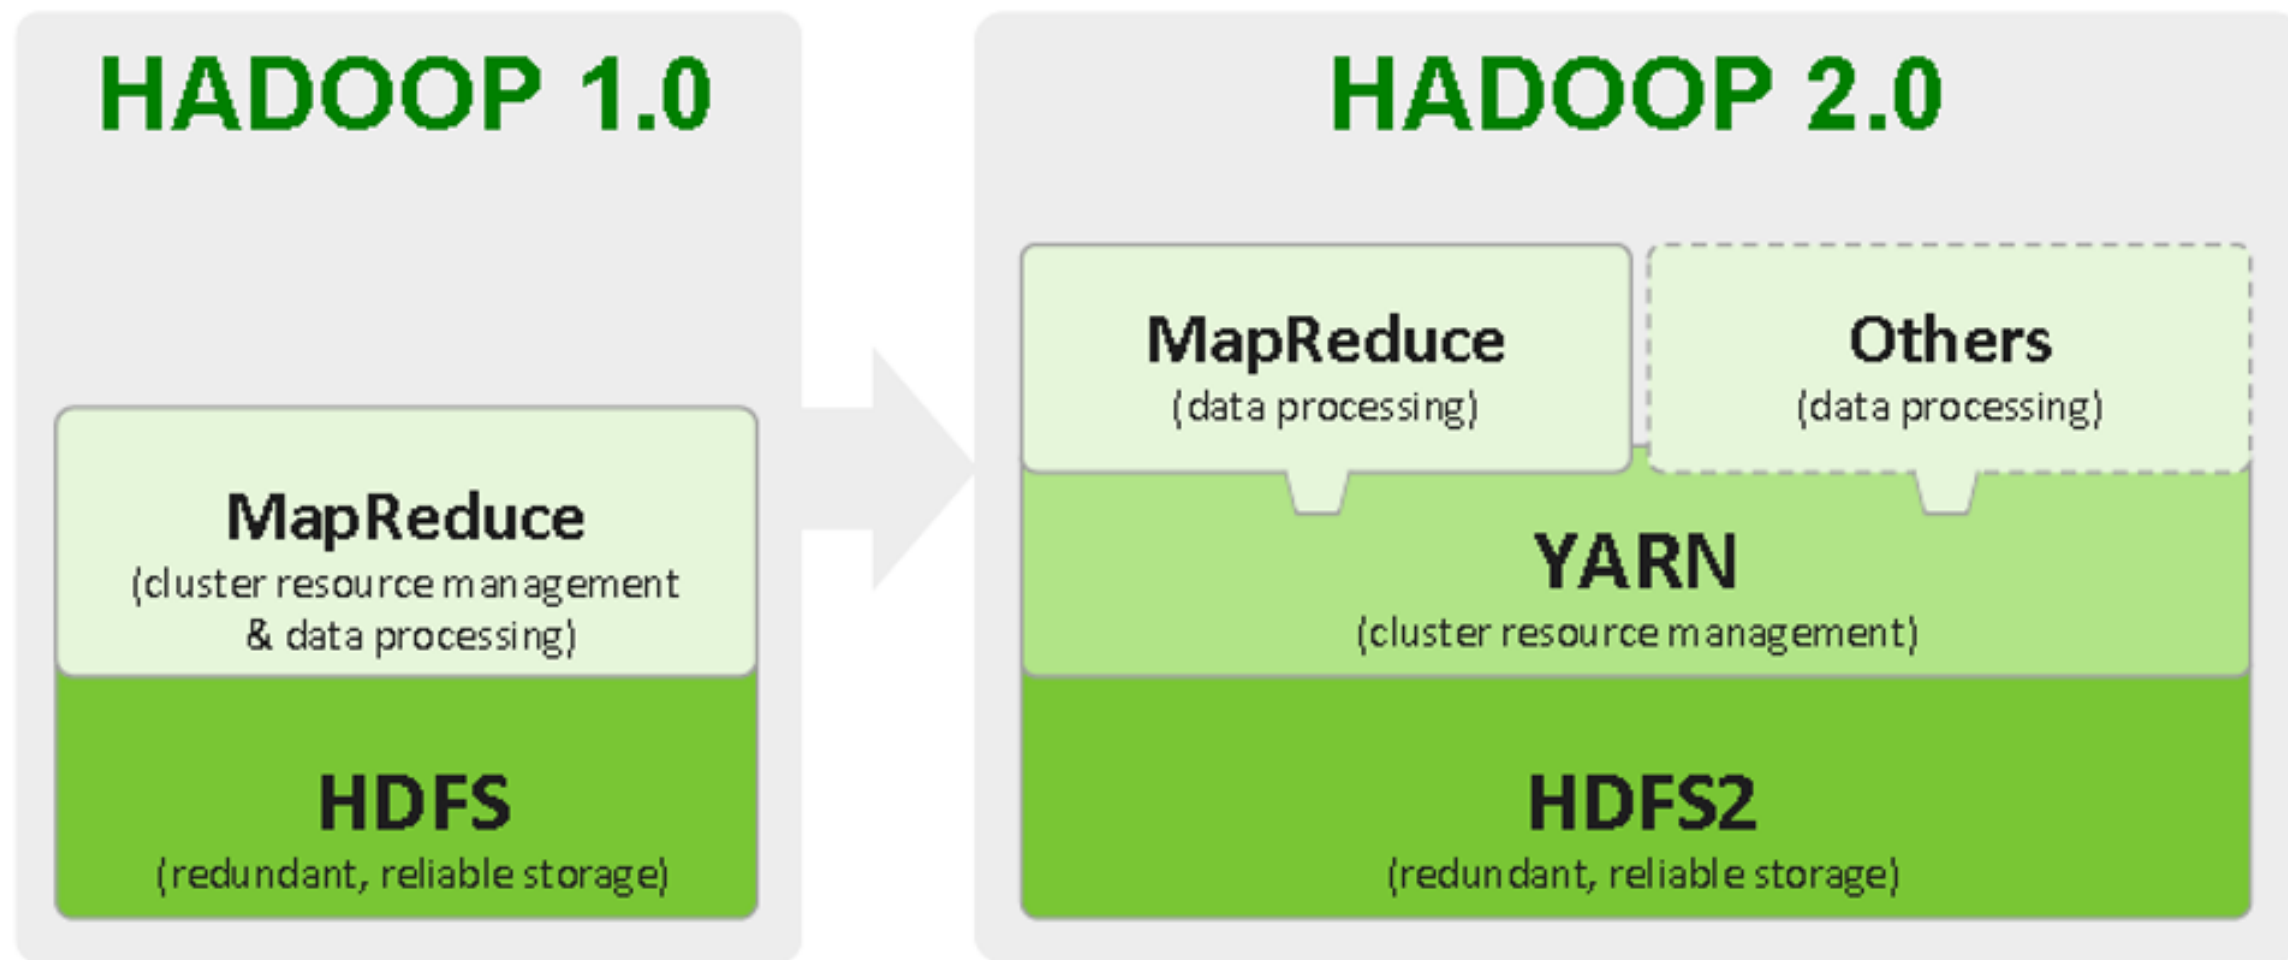 HADOOP 1.0
MapReduce
(cluster resource management
& data processing)
HDFS
(redundant, reliable storage)
HADOOP 2.0
MapReduce
(data processing)
Others
(data processing)
YARN
(cluster resource management)
HDFS2
(redundant, reliable storage)